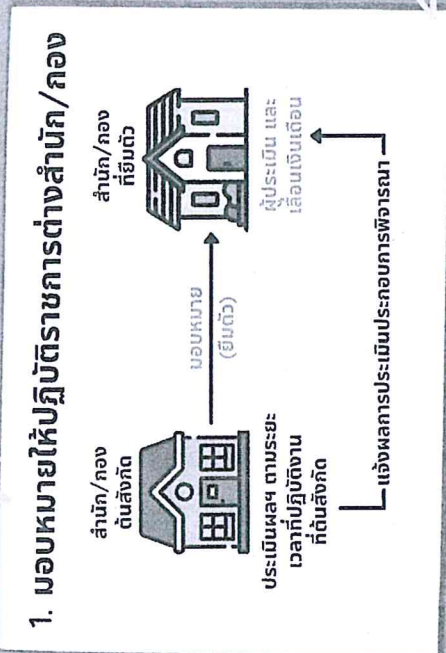 1. มอบหมายให้ปฏิบัติราชการต่างสำนัก/กอง
สำนัก/กอง
ต้นสังกัด
ประเมินผลฯ ตามระยะ
เวลาที่ปฏิบัติงาน
ที่ต้นสังกัด
มอบหมาย
(ยืมตัว)
สำนัก/กอง
ที่ยืมตัว
ผู้ประเมิน และ
เลื่อนเงินเดือน
แจ้งผลการประเมินประกอบการพิจารณา